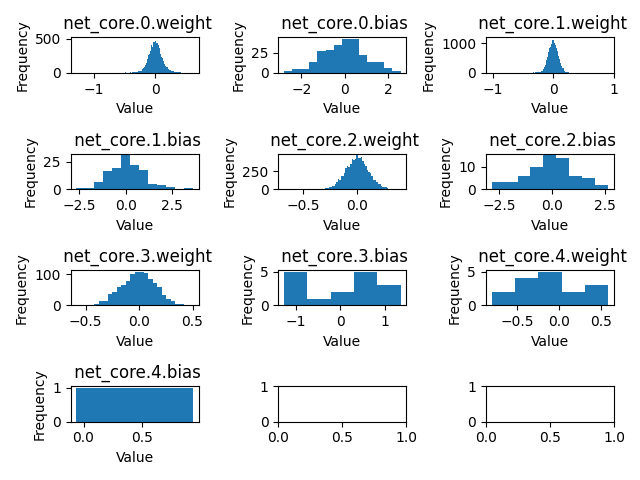 net_core.0.weight
Frequency
500
0
−1
0
Value
net_core.0.bias
Frequency
25
0
−2
0
2
Value
net_core.1.weight
Frequency
1000
0
−1
0
1
Value
net_core.1.bias
Frequency
25
0
−2.5
0.0
2.5
Value
net_core.2.weight
Frequency
250
0
−0.5
0.0
Value
net_core.2.bias
Frequency
10
0
−2.5
0.0
2.5
Value
net_core.3.weight
Frequency
100
0
−0.5
0.0
0.5
Value
net_core.3.bias
Frequency
5
0
−1
0
1
Value
net_core.4.weight
Frequency
5
0
−0.5
0.0
0.5
Value
net_core.4.bias
Frequency
1
0
0.0
0.5
Value
1
0
0.0
0.5
1.0
1
0
0.0
0.5
1.0